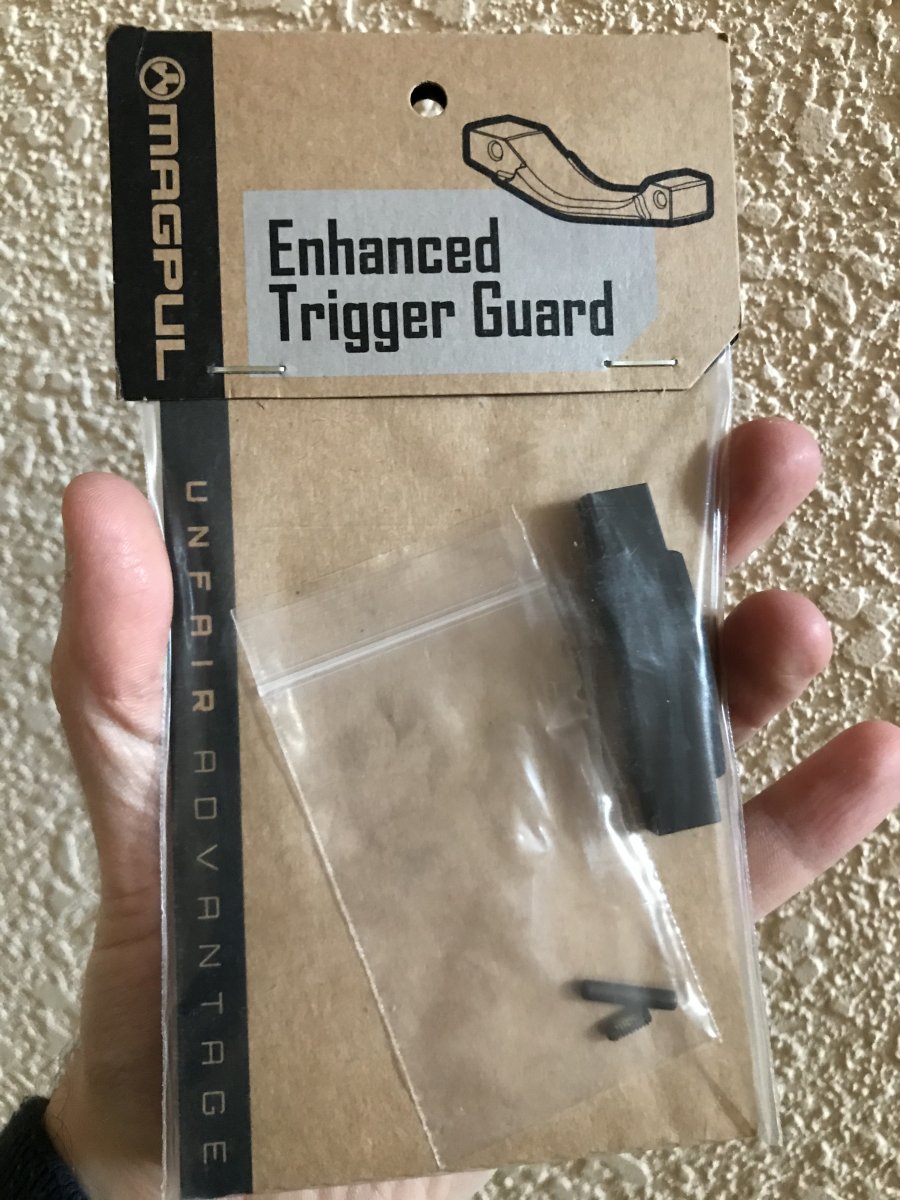 MAGPUL
Enhanced
Trigger Guard
UNFAIR ADVANTAGE